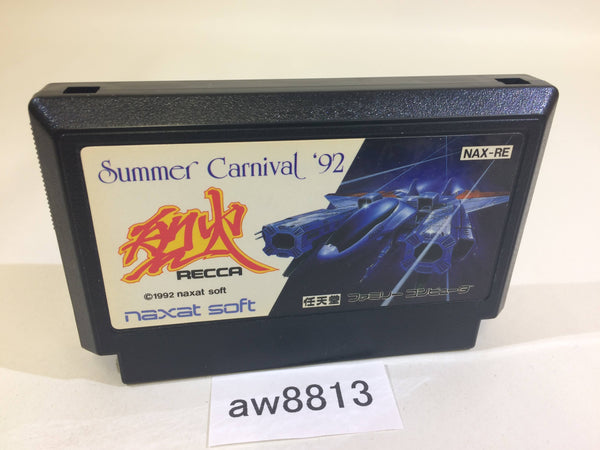 Summer Carnival '92
NAX-RE
烈火
RECCA
©1992 naxat soft
naxat soft
任天堂 ファミリーコンピュータ
aw8813